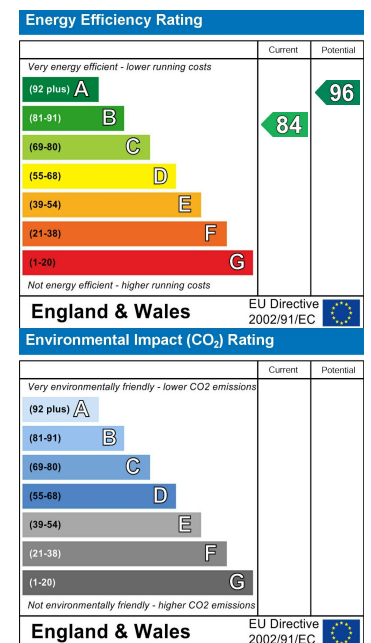 Energy Efficiency Rating
Current Potential
Very energy efficient - lower running costs
(92 plus) A
96
(81-91) B
84
(69-80) C
(55-68) D
(39-54) E
(21-38) F
(1-20) G
Not energy efficient - higher running costs
England & Wales
EU Directive
2002/91/EC
Environmental Impact (CO₂) Rating
Current Potential
Very environmentally friendly - lower CO2 emissions
(92 plus) A
(81-91) B
(69-80) C
(55-68) D
(39-54) E
(21-38) F
(1-20) G
Not environmentally friendly - higher CO2 emissions
England & Wales
EU Directive
2002/91/EC